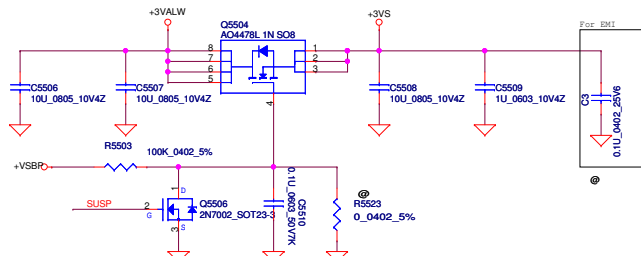 +3VALW
Q5504
AO4478L 1N SO8
+3VS
For EMI
8
7
6
5
1
2
3
4
C5506
10U_0805_10V4Z
C5507
10U_0805_10V4Z
C5508
10U_0805_10V4Z
C5509
1U_0603_10V4Z
C3
0.1U_0402_25V6
@
R5503
100K_0402_5%
+VSBP
SUSP
2
G
1
D
3
S
Q5506
2N7002_SOT23-3
C5510
0.1U_0603_50V7K
@
R5523
0_0402_5%